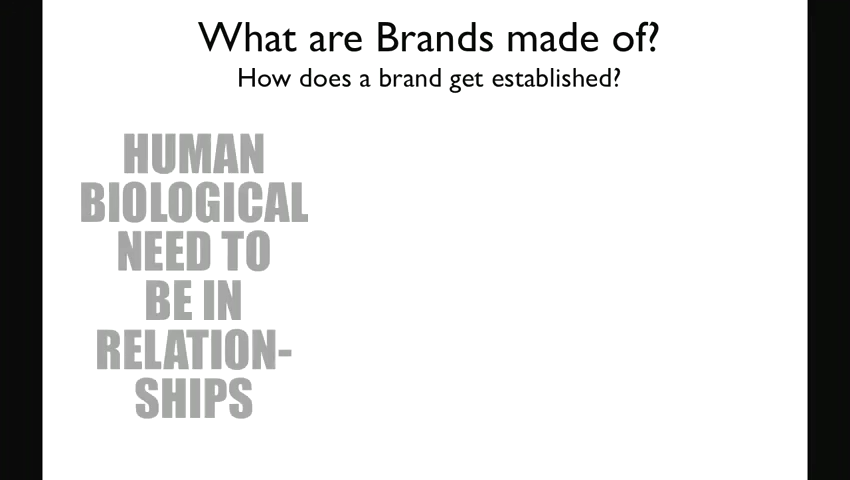 What are Brands made of?
How does a brand get established?
HUMAN
BIOLOGICAL
NEED TO
BE IN
RELATION-
SHIPS